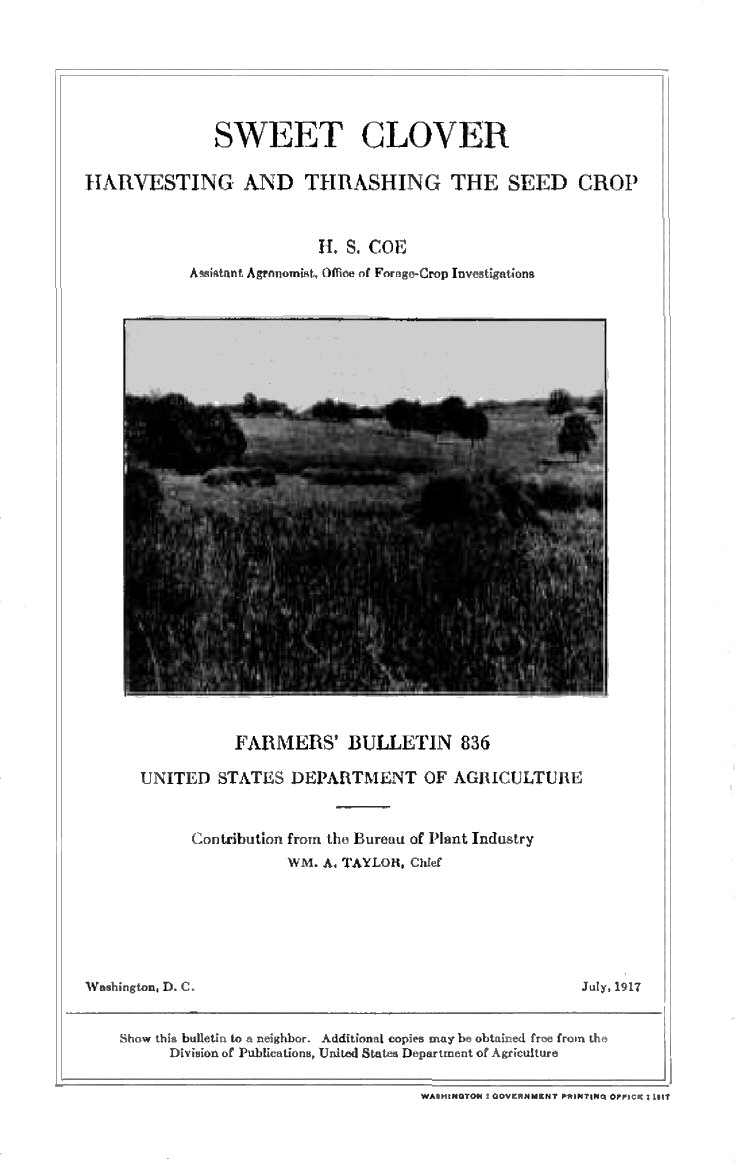 SWEET CLOVER
HARVESTING AND THRASHING THE SEED CROP
H. S. COE
Assistant Agronomist, Office of Forage-Crop Investigations
FARMERS' BULLETIN 836
UNITED STATES DEPARTMENT OF AGRICULTURE
Contribution from the Bureau of Plant Industry
WM. A. TAYLOR, Chief
Washington, D. C.
July, 1917
Show this bulletin to a neighbor. Additional copies may be obtained free from the
Division of Publications, United States Department of Agriculture
WASHINGTON : GOVERNMENT PRINTING OFFICE : 1917